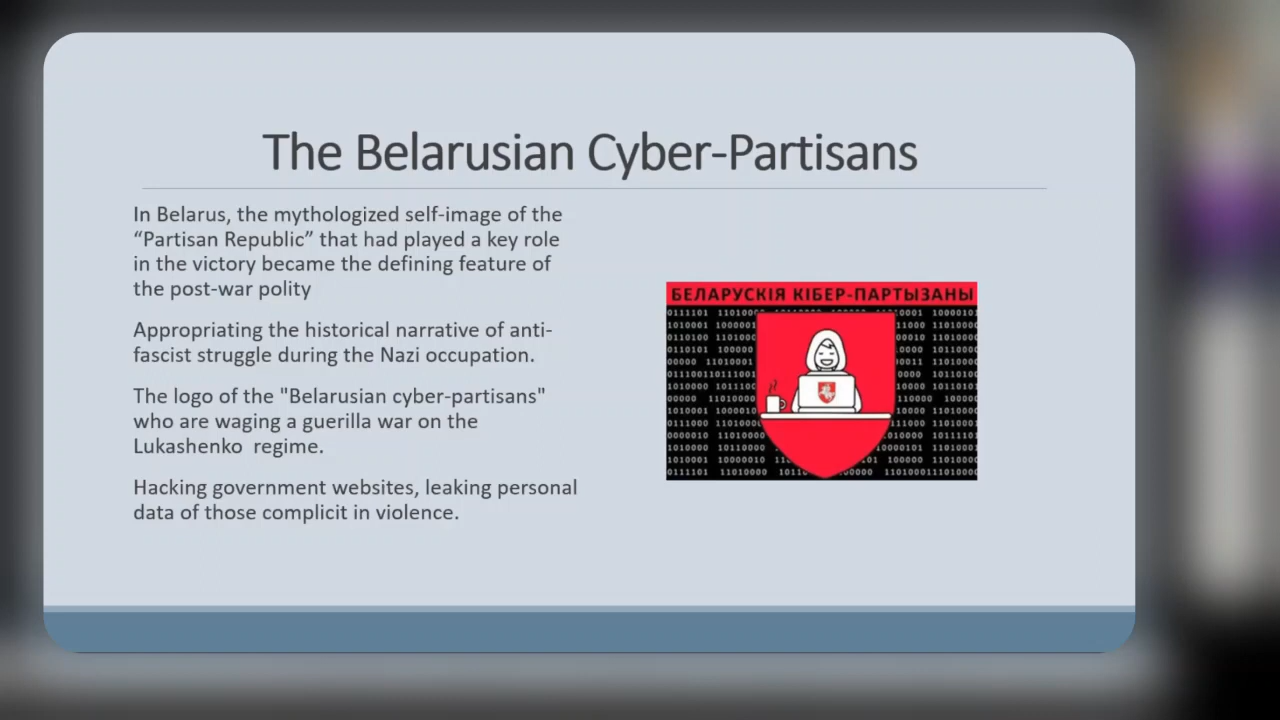 The Belarusian Cyber-Partisans
In Belarus, the mythologized self-image of the
“Partisan Republic” that had played a key role
in the victory became the defining feature of
the post-war polity
Appropriating the historical narrative of anti-
fascist struggle during the Nazi occupation.
The logo of the "Belarusian cyber-partisans"
who are waging a guerilla war on the
Lukashenko  regime.
Hacking government websites, leaking personal
data of those complicit in violence.
БЕЛАРУСКІЯ КІБЕР-ПАРТЫЗАНЫ